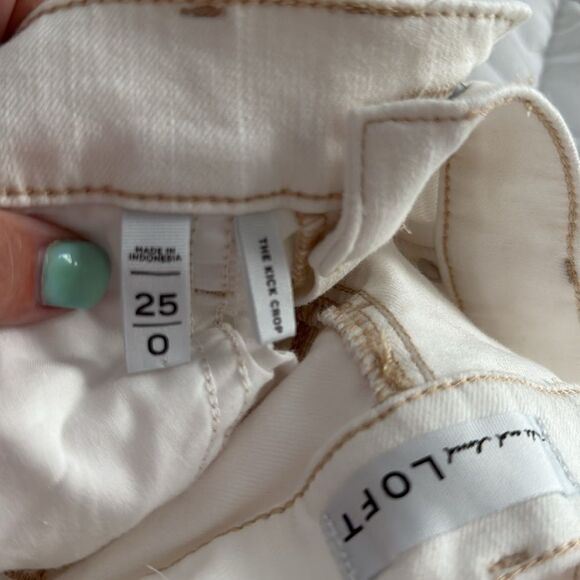 MADE IN
INDONESIA
25
0
THE KICK CROP
LOFT